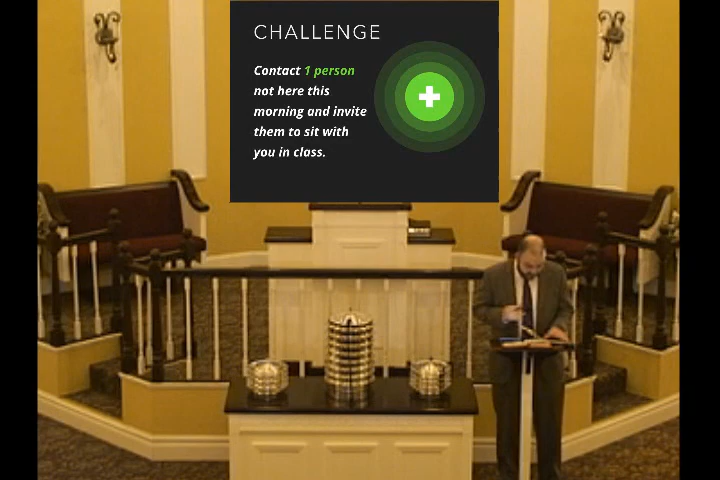 CHALLENGE
Contact 1 person
not here this
morning and invite
them to sit with
you in class.